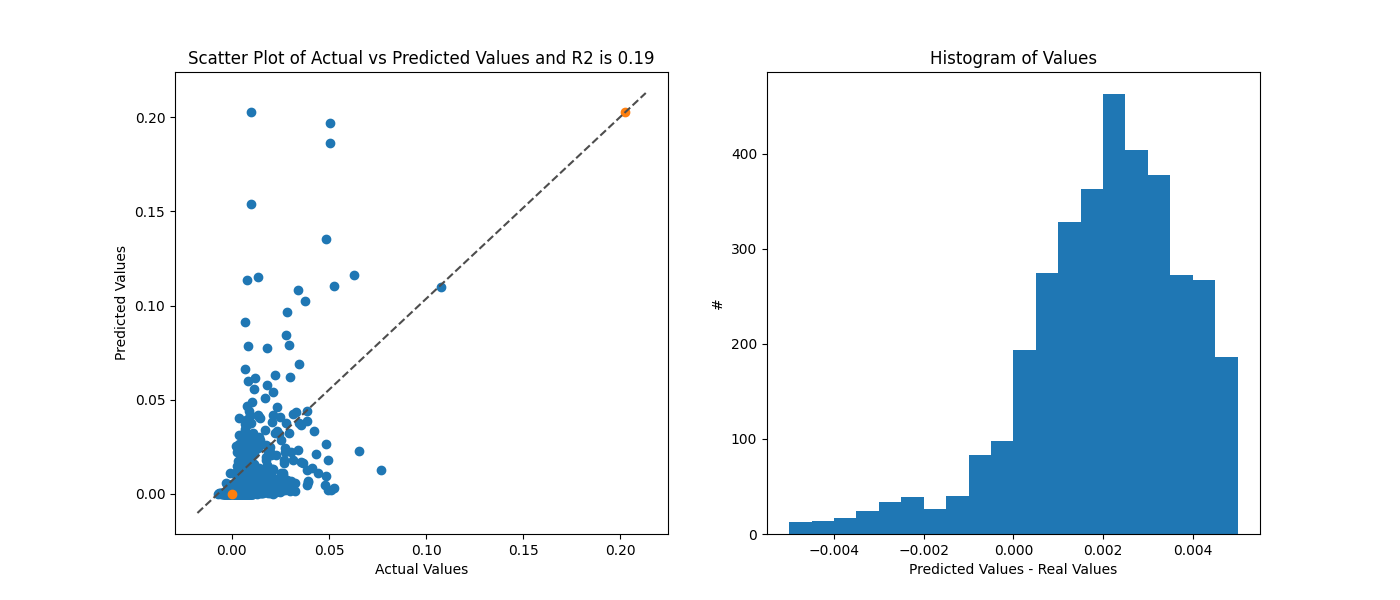 Scatter Plot of Actual vs Predicted Values and R2 is 0.19
Predicted Values
0.20
0.15
0.10
0.05
0.00
0.00 0.05 0.10 0.15 0.20
Actual Values
Histogram of Values
#
400
300
200
100
0
−0.004 −0.002 0.000 0.002 0.004
Predicted Values - Real Values